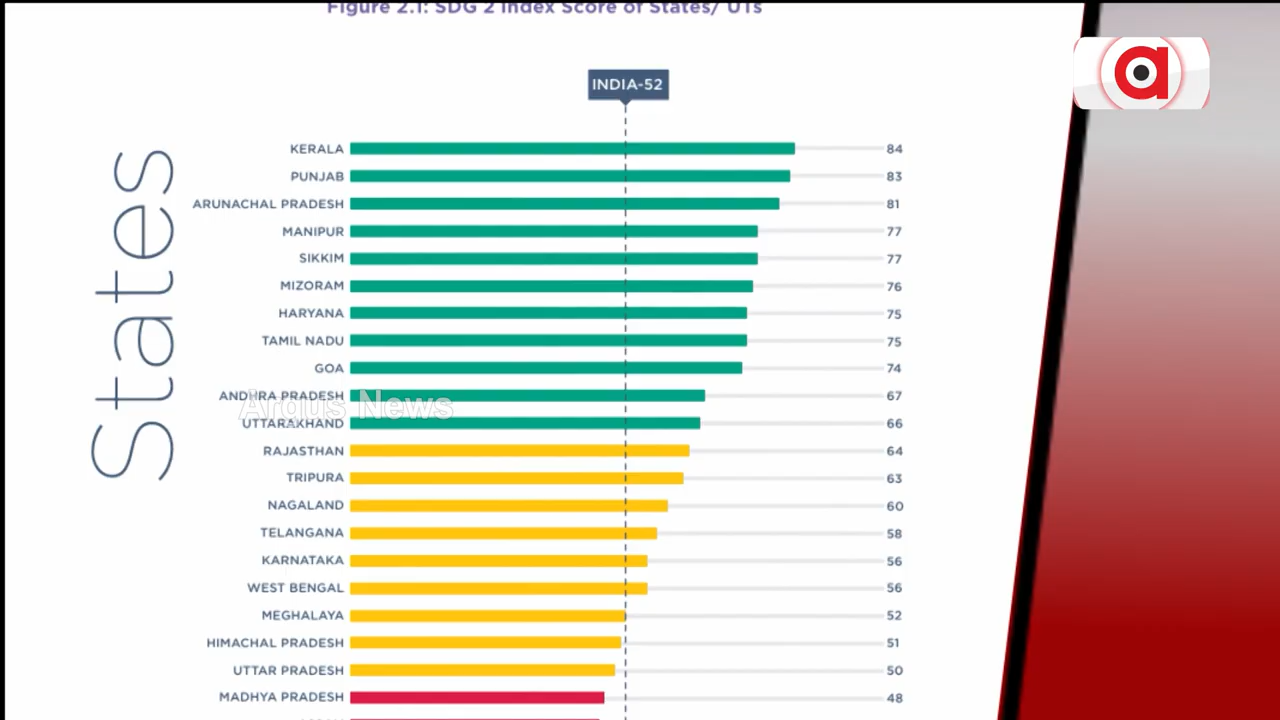 Figure 2.1: SDG 2 Index Score of States/ UTs
INDIA-52
States
KERALA 84
PUNJAB 83
ARUNACHAL PRADESH 81
MANIPUR 77
SIKKIM 77
MIZORAM 76
HARYANA 75
TAMIL NADU 75
GOA 74
ANDHRA PRADESH 67
Argus News
UTTARAKHAND 66
RAJASTHAN 64
TRIPURA 63
NAGALAND 60
TELANGANA 58
KARNATAKA 56
WEST BENGAL 56
MEGHALAYA 52
HIMACHAL PRADESH 51
UTTAR PRADESH 50
MADHYA PRADESH 48
a